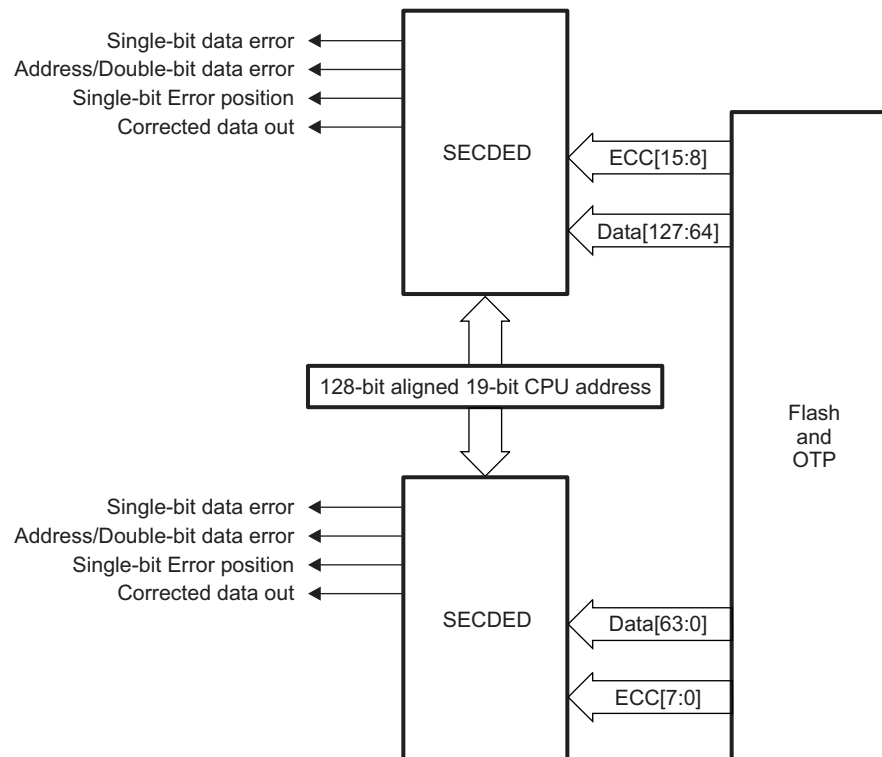 Single-bit data error
Address/Double-bit data error
Single-bit Error position
Corrected data out
SECDED
ECC[15:8]
Data[127:64]
128-bit aligned 19-bit CPU address
Flash
and
OTP
Single-bit data error
Address/Double-bit data error
Single-bit Error position
Corrected data out
SECDED
Data[63:0]
ECC[7:0]